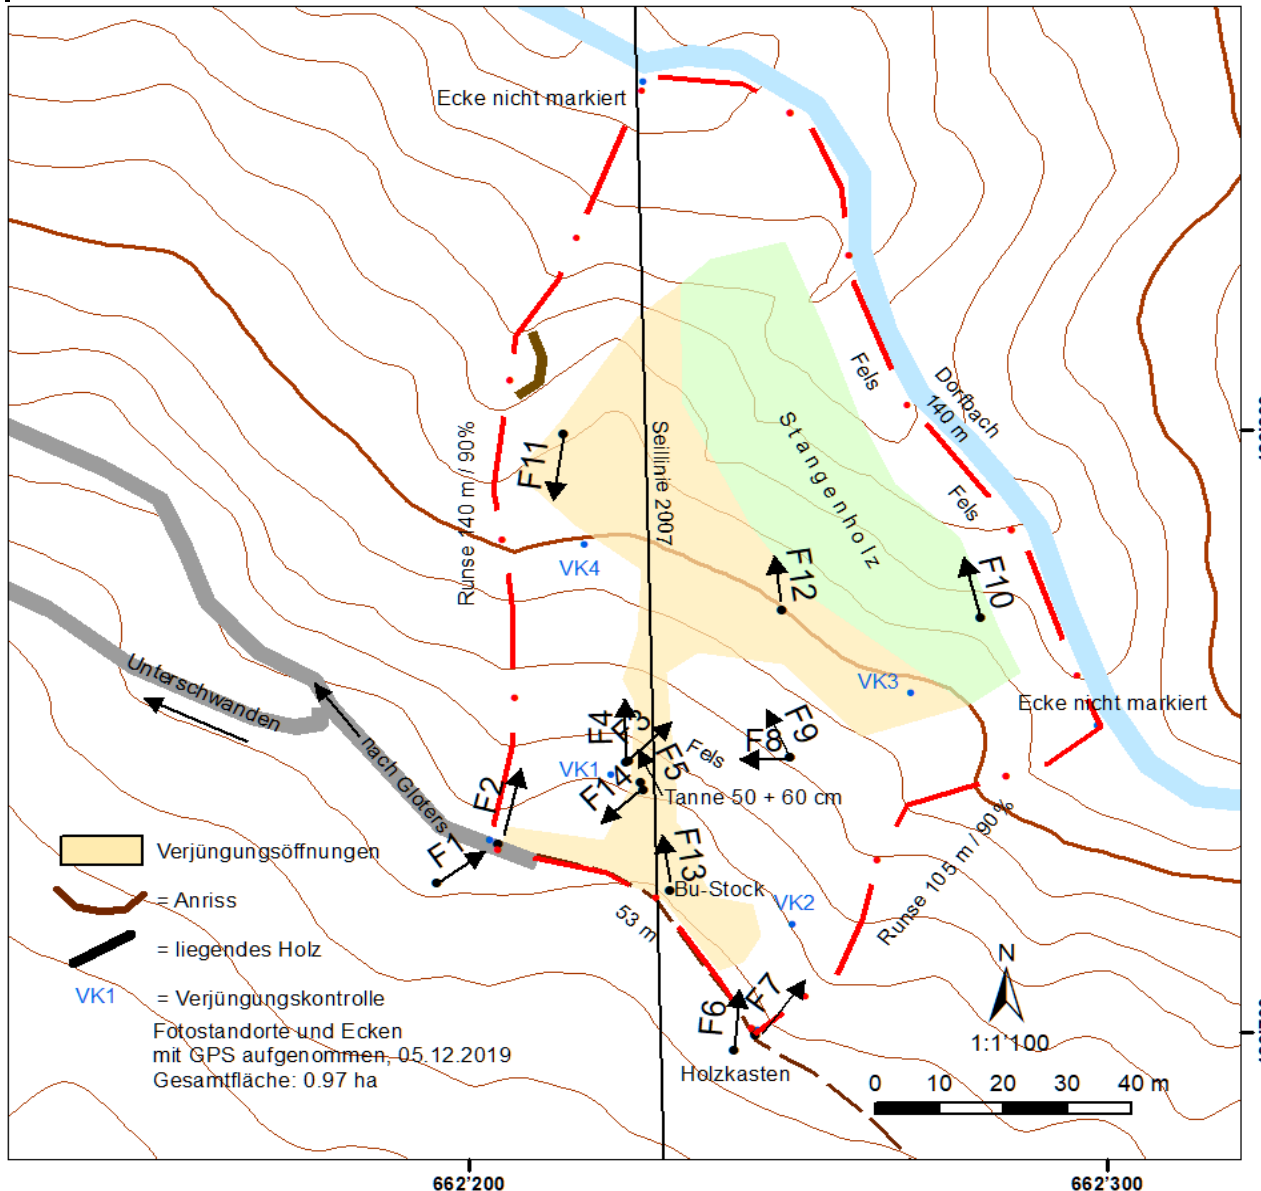 Ecke nicht markiert
Fels
Dorfbach
140 m
Stangenholz
Seillinie 2007
Runse 140 m / 90%
F11
Fels
VK4
F12
F10
Unterschwanden
nach Gloters
VK3
Ecke nicht markiert
F4
F3
F5
Fels
F8
F9
VK1
F14
Tanne 50 + 60 cm
F2
F1
F13
Bu-Stock
VK2
53 m
Runse 105 m / 90%
F6
F7
Holzkasten
Verjüngungsöffnungen
= Anriss
= liegendes Holz
VK1 = Verjüngungskontrolle
Fotostandorte und Ecken
mit GPS aufgenommen, 05.12.2019
Gesamtfläche: 0.97 ha
N
1:1'100
0 10 20 30 40 m
662'200 662'300